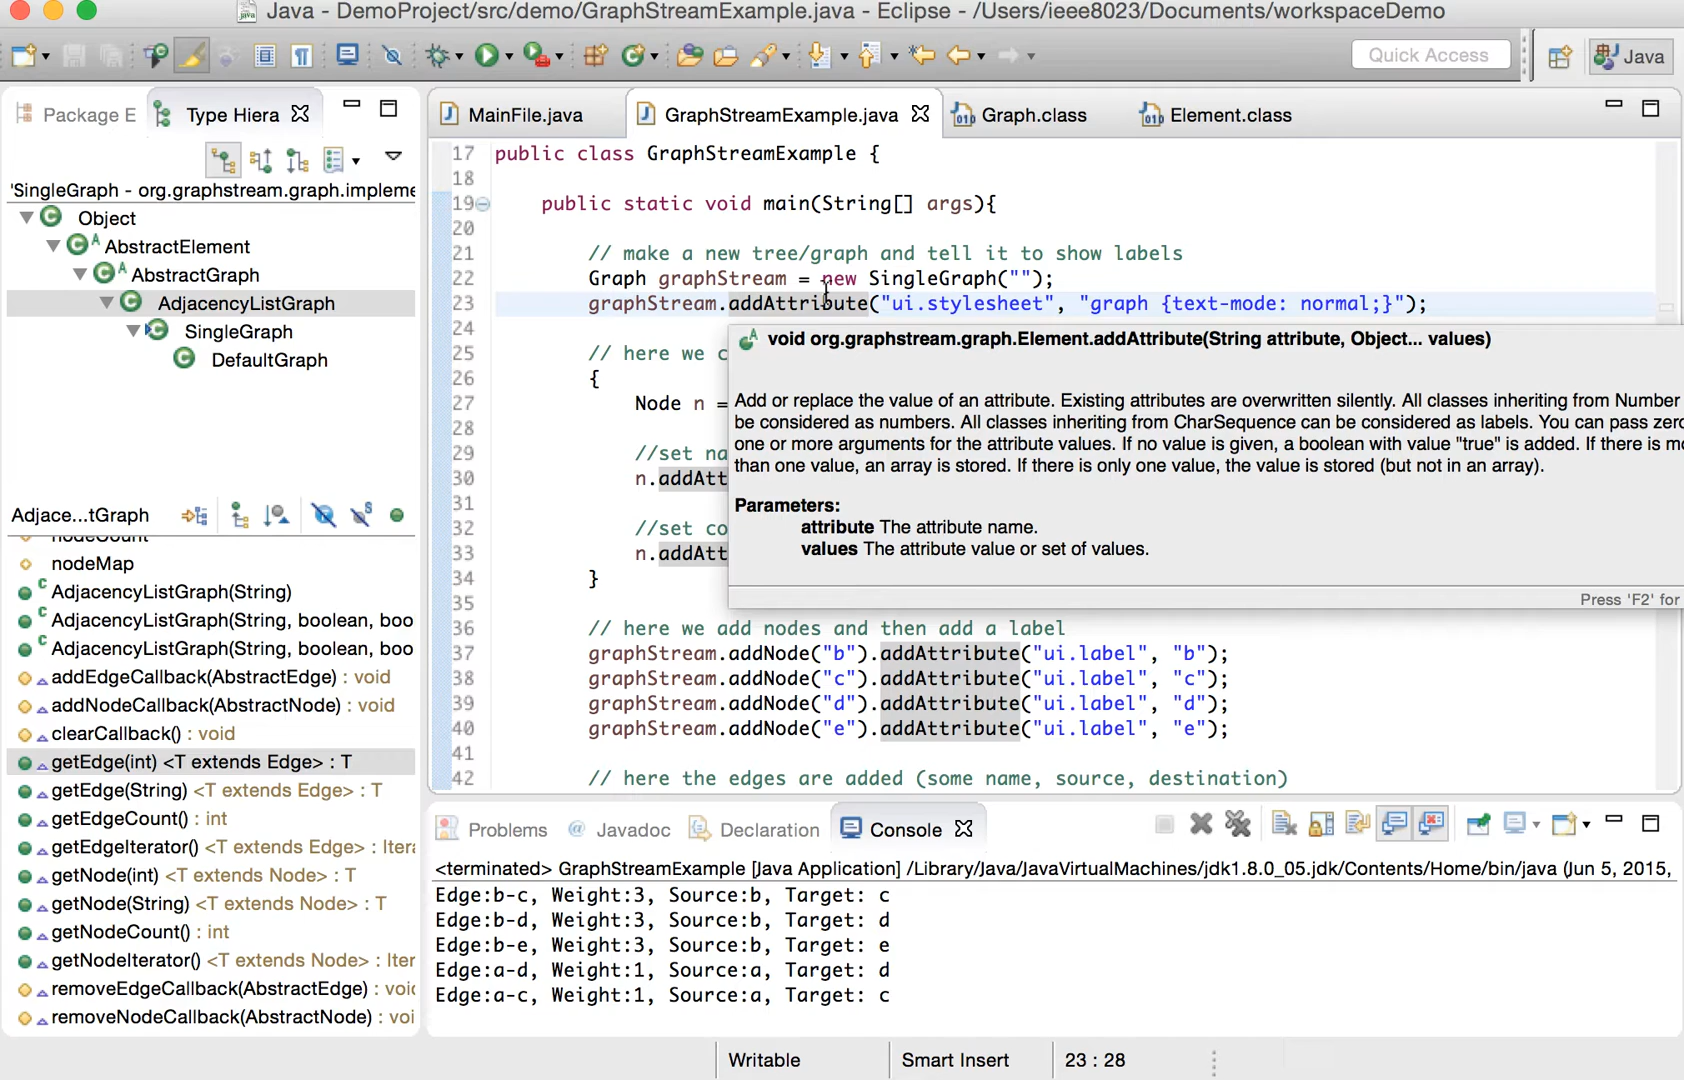 Java - DemoProject/src/demo/GraphStreamExample.java - Eclipse - /Users/ieee8023/Documents/workspaceDemo
Quick Access
Java
Package E
Type Hiera
'SingleGraph - org.graphstream.graph.impleme
Object
AbstractElement
AbstractGraph
AdjacencyListGraph
SingleGraph
DefaultGraph
Adjace...tGraph
nodeCount
nodeMap
AdjacencyListGraph(String)
AdjacencyListGraph(String, boolean, boo
AdjacencyListGraph(String, boolean, boo
addEdgeCallback(AbstractEdge) : void
addNodeCallback(AbstractNode) : void
clearCallback() : void
getEdge(int) <T extends Edge> : T
getEdge(String) <T extends Edge> : T
getEdgeCount() : int
getEdgeIterator() <T extends Edge> : Itera
getNode(int) <T extends Node> : T
getNode(String) <T extends Node> : T
getNodeCount() : int
getNodeIterator() <T extends Node> : Iter
removeEdgeCallback(AbstractEdge) : voic
removeNodeCallback(AbstractNode) : voi
MainFile.java
GraphStreamExample.java
Graph.class
Element.class
17 public class GraphStreamExample {
18
19 public static void main(String[] args){
20
21 // make a new tree/graph and tell it to show labels
22 Graph graphStream = new SingleGraph("");
23 graphStream.addAttribute("ui.stylesheet", "graph {text-mode: normal;}");
24
25 // here we c
26 {
27 Node n =
28
29 //set na
30 n.addAtt
31
32 //set co
33 n.addAtt
34 }
35
36 // here we add nodes and then add a label
37 graphStream.addNode("b").addAttribute("ui.label", "b");
38 graphStream.addNode("c").addAttribute("ui.label", "c");
39 graphStream.addNode("d").addAttribute("ui.label", "d");
40 graphStream.addNode("e").addAttribute("ui.label", "e");
41
42 // here the edges are added (some name, source, destination)
void org.graphstream.graph.Element.addAttribute(String attribute, Object... values)
Add or replace the value of an attribute. Existing attributes are overwritten silently. All classes inheriting from Number
be considered as numbers. All classes inheriting from CharSequence can be considered as labels. You can pass zero
one or more arguments for the attribute values. If no value is given, a boolean with value "true" is added. If there is mo
than one value, an array is stored. If there is only one value, the value is stored (but not in an array).
Parameters:
attribute The attribute name.
values The attribute value or set of values.
Press 'F2' for
Problems
@ Javadoc
Declaration
Console
<terminated> GraphStreamExample [Java Application] /Library/Java/JavaVirtualMachines/jdk1.8.0_05.jdk/Contents/Home/bin/java (Jun 5, 2015,
Edge:b-c, Weight:3, Source:b, Target: c
Edge:b-d, Weight:3, Source:b, Target: d
Edge:b-e, Weight:3, Source:b, Target: e
Edge:a-d, Weight:1, Source:a, Target: d
Edge:a-c, Weight:1, Source:a, Target: c
Writable
Smart Insert
23 : 28